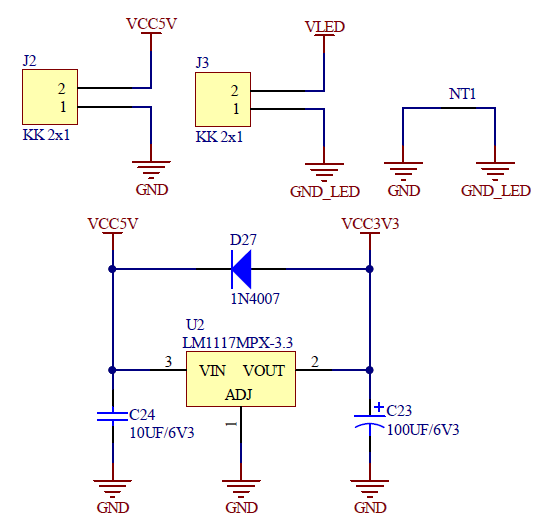 VCC5V
VLED
J2
J3
2
1
2
1
NT1
KK 2x1
KK 2x1
GND
GND_LED
GND
GND_LED
VCC5V
VCC3V3
D27
1N4007
U2
LM1117MPX-3.3
3
VIN
VOUT
2
ADJ
1
C24
10UF/6V3
+
C23
100UF/6V3
GND
GND
GND